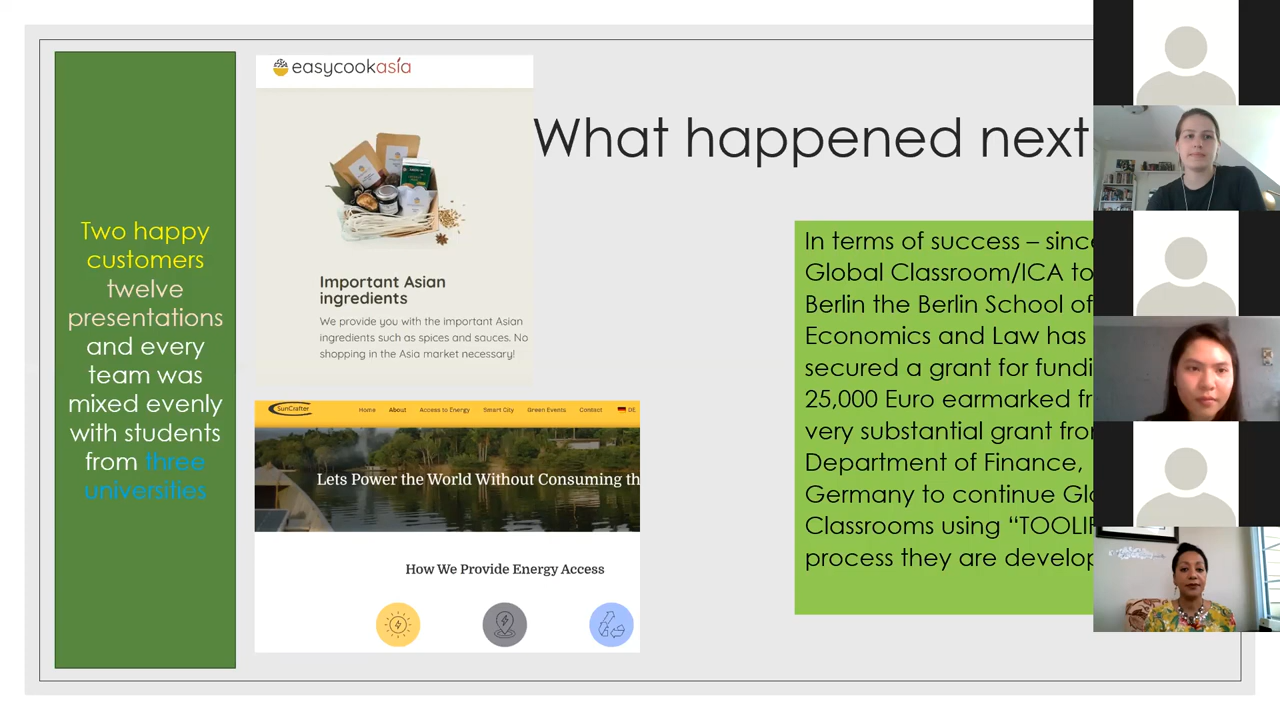 Two happy
customers
twelve
presentations
and every
team was
mixed evenly
with students
from three
universities
easycookasia
Important Asian
ingredients
We provide you with the important Asian
ingredients such as spices and sauces. No
shopping in the Asia market necessary!
SunCrafter
Home About Access to Energy Smart City Green Events Contact DE
Lets Power the World Without Consuming th
How We Provide Energy Access
What happened next
In terms of success – since
Global Classroom/ICA to
Berlin the Berlin School of
Economics and Law has
secured a grant for fundi
25,000 Euro earmarked fr
very substantial grant fro
Department of Finance,
Germany to continue Glo
Classrooms using “TOOLI
process they are develop